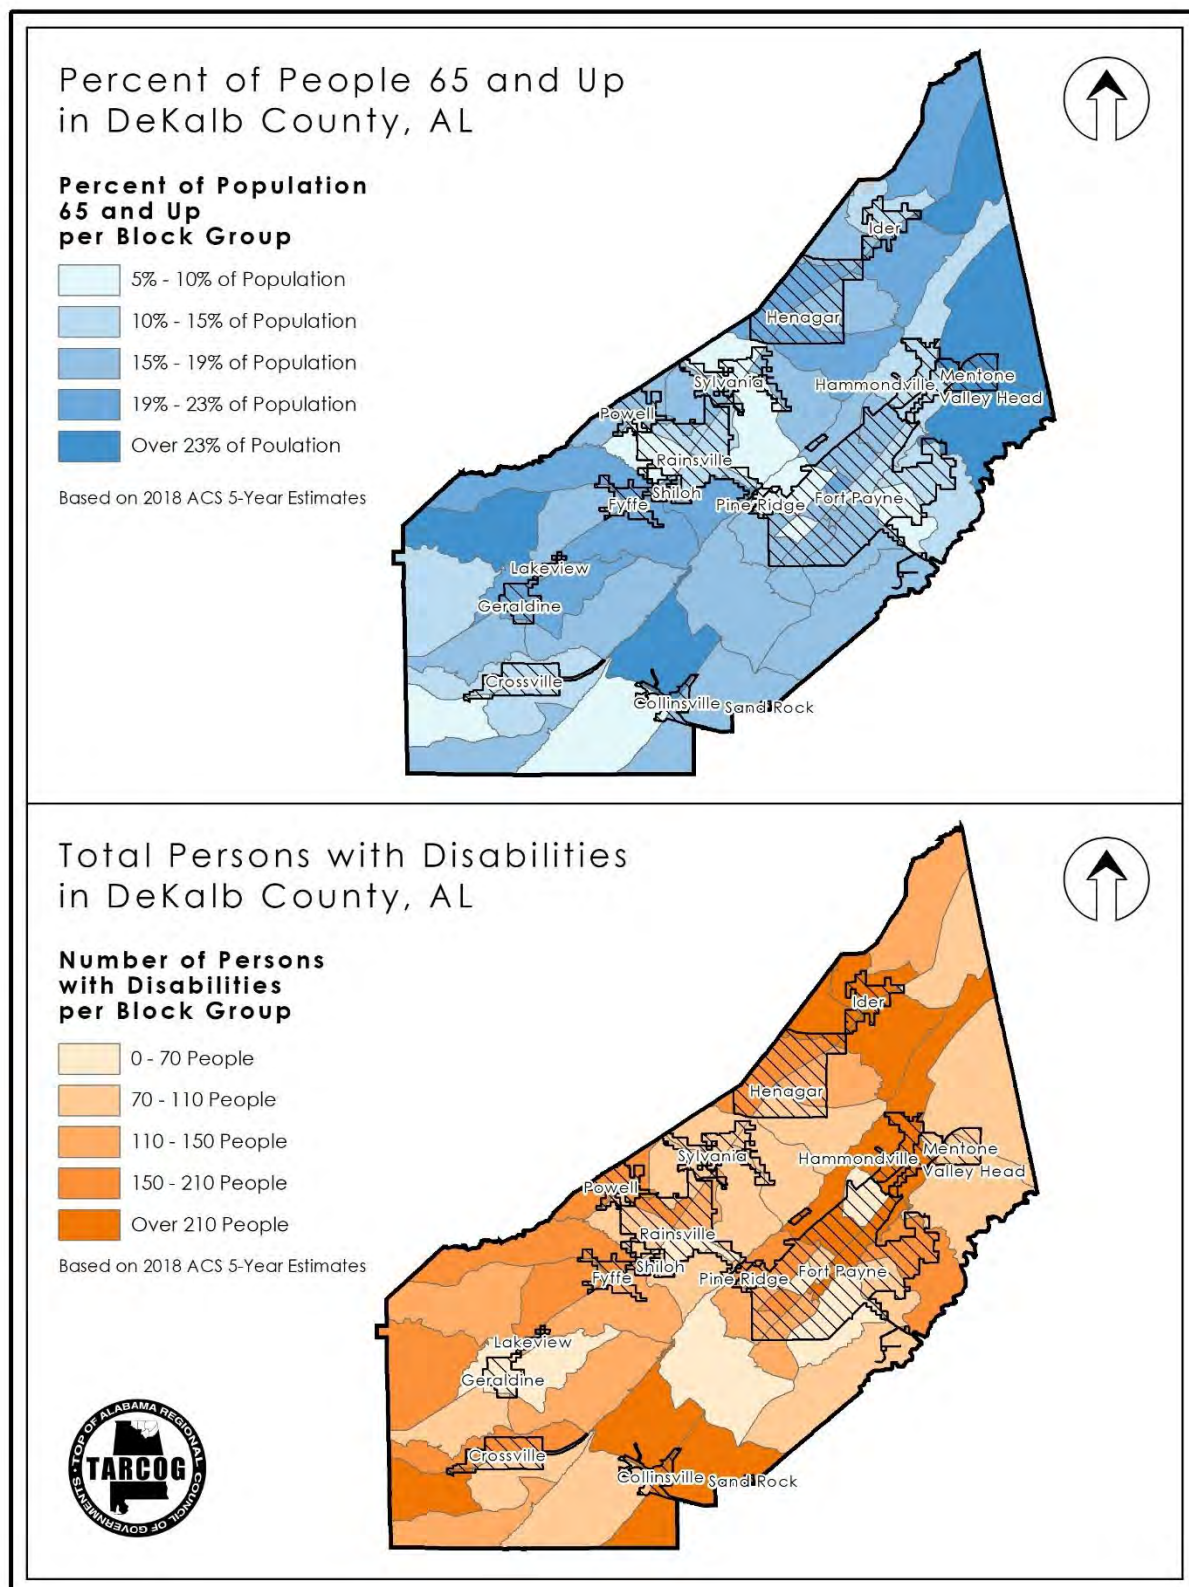 Percent of People 65 and Up
in DeKalb County, AL
Percent of Population
65 and Up
per Block Group
5% - 10% of Population
10% - 15% of Population
15% - 19% of Population
19% - 23% of Population
Over 23% of Poulation
Based on 2018 ACS 5-Year Estimates
Ider
Henagar
Sylvania
Hammondville
Mentone
Valley Head
Powell
Rainsville
Shiloh
Fyffe
Pine Ridge
Fort Payne
Lakeview
Geraldine
Crossville
Collinsville
Sand Rock
Total Persons with Disabilities
in DeKalb County, AL
Number of Persons
with Disabilities
per Block Group
0 - 70 People
70 - 110 People
110 - 150 People
150 - 210 People
Over 210 People
Based on 2018 ACS 5-Year Estimates
Ider
Henagar
Sylvania
Hammondville
Mentone
Valley Head
Powell
Rainsville
Shiloh
Fyffe
Pine Ridge
Fort Payne
Lakeview
Geraldine
Crossville
Collinsville
Sand Rock
TOP OF ALABAMA REGIONAL COUNCIL OF GOVERNMENTS
TARCOG